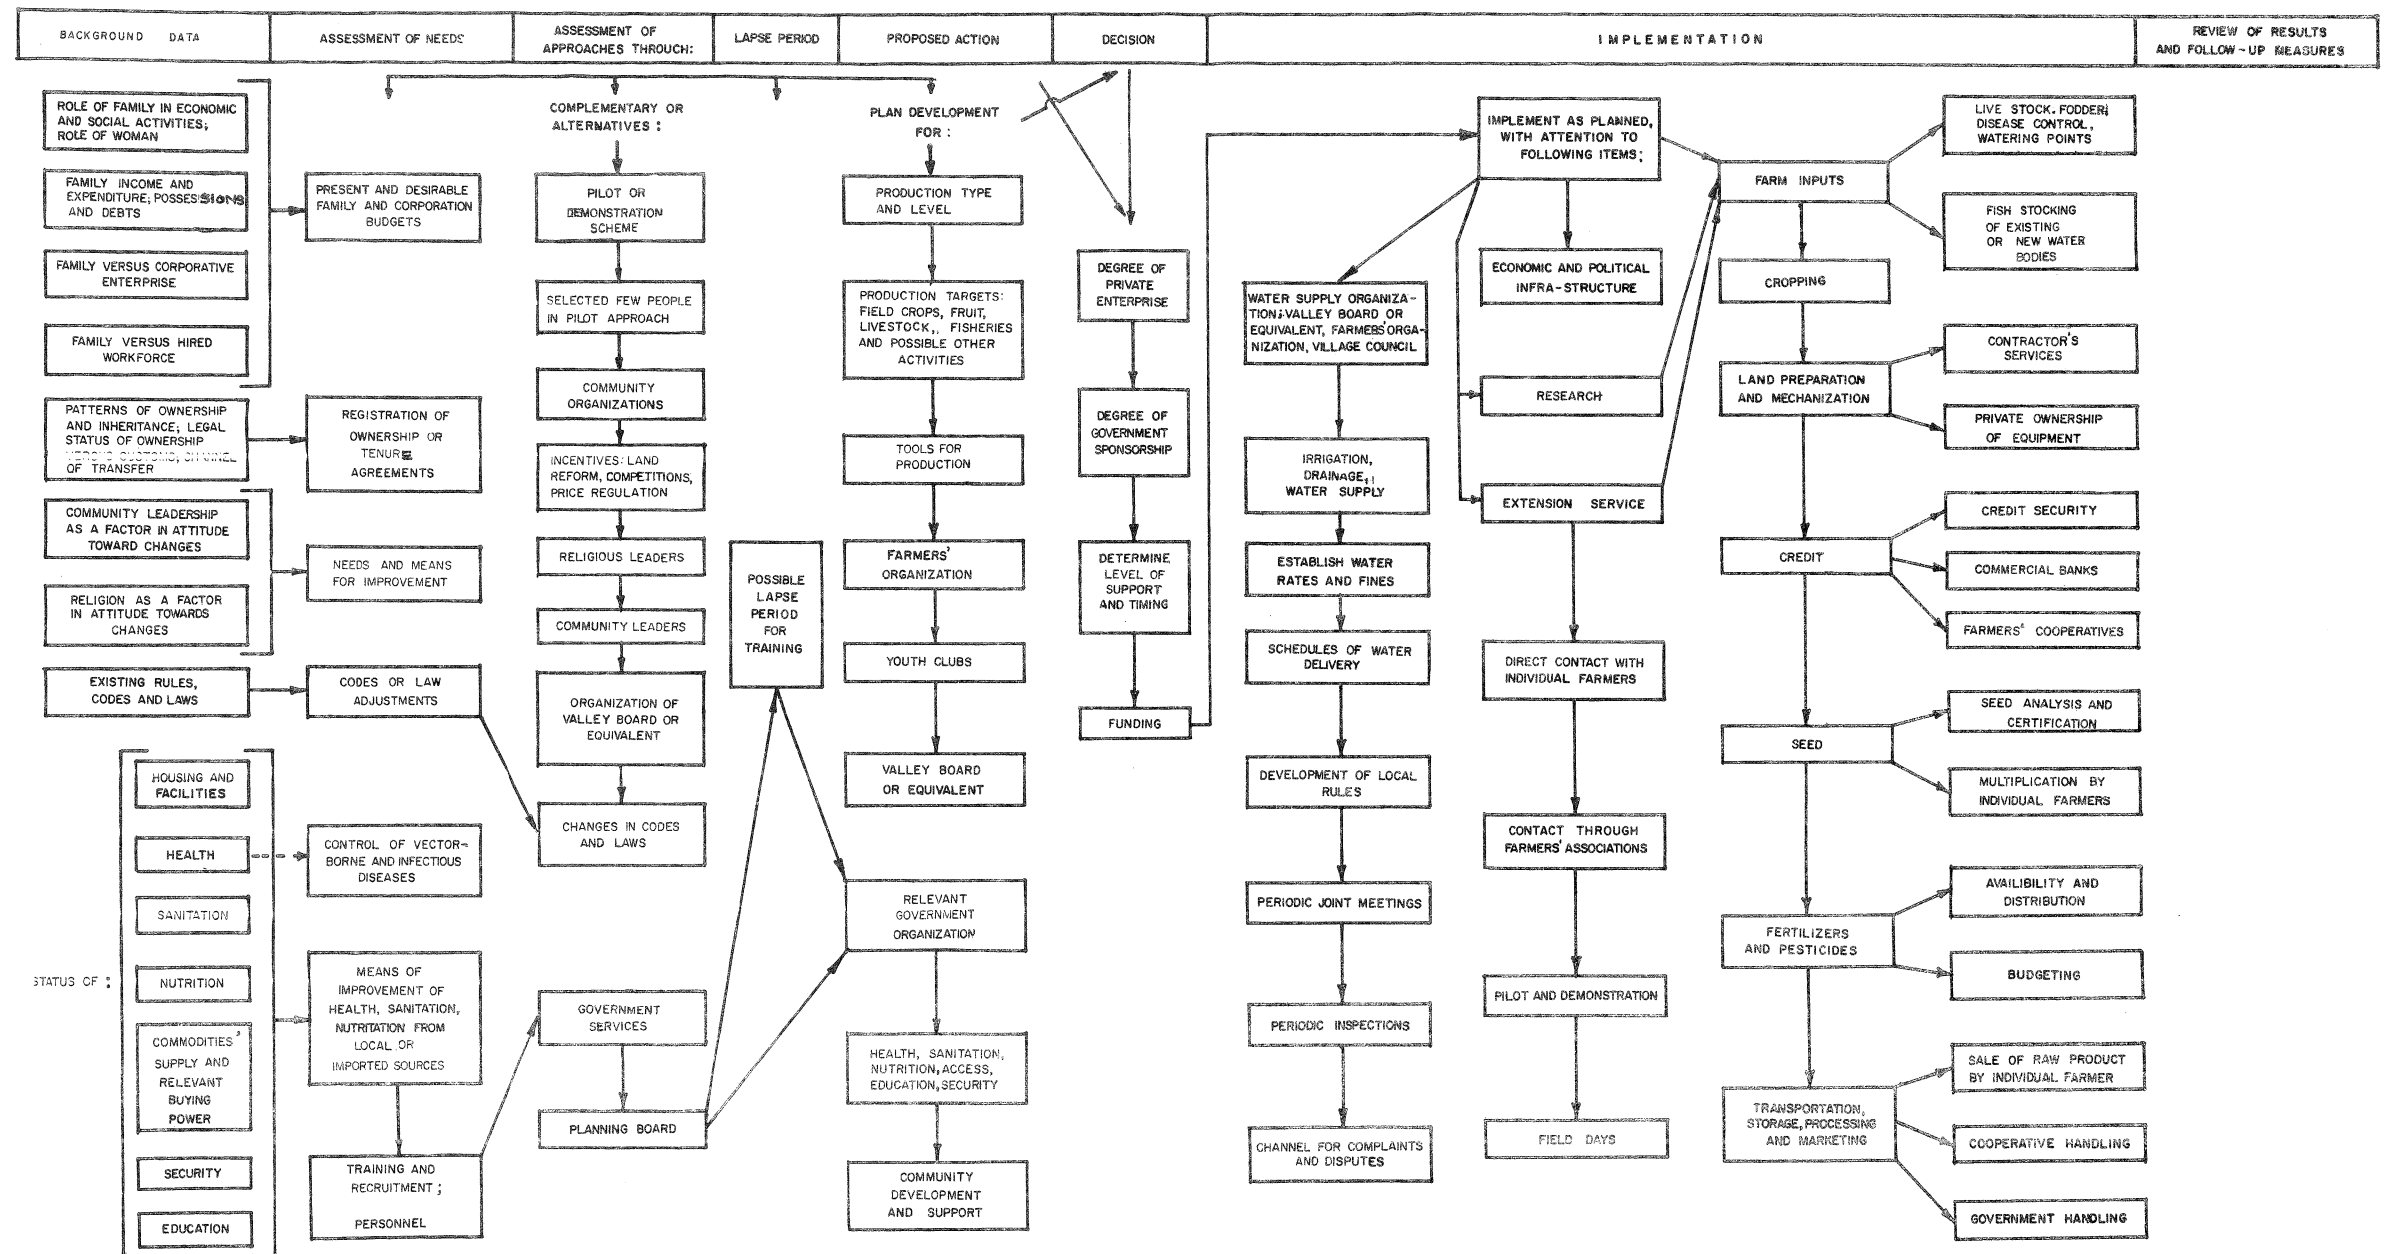 BACKGROUND DATA
ASSESSMENT OF NEEDS
ASSESSMENT OF
APPROACHES THROUGH:
LAPSE PERIOD
PROPOSED ACTION
DECISION
IMPLEMENTATION
REVIEW OF RESULTS
AND FOLLOW-UP MEASURES
ROLE OF FAMILY IN ECONOMIC
AND SOCIAL ACTIVITIES;
ROLE OF WOMAN
FAMILY INCOME AND
EXPENDITURE; POSSESSIONS
AND DEBTS
FAMILY VERSUS CORPORATIVE
ENTERPRISE
FAMILY VERSUS HIRED
WORKFORCE
PATTERNS OF OWNERSHIP
AND INHERITANCE; LEGAL
STATUS OF OWNERSHIP
VERSUS CUSTOMS; CHANNEL
OF TRANSFER
COMMUNITY LEADERSHIP
AS A FACTOR IN ATTITUDE
TOWARD CHANGES
RELIGION AS A FACTOR
IN ATTITUDE TOWARDS
CHANGES
EXISTING RULES,
CODES AND LAWS
STATUS OF :
HOUSING AND
FACILITIES
HEALTH
SANITATION
NUTRITION
COMMODITIES'
SUPPLY AND
RELEVANT
BUYING
POWER
SECURITY
EDUCATION
PRESENT AND DESIRABLE
FAMILY AND CORPORATION
BUDGETS
REGISTRATION OF
OWNERSHIP OR
TENURE
AGREEMENTS
NEEDS AND MEANS
FOR IMPROVEMENT
CODES OR LAW
ADJUSTMENTS
CONTROL OF VECTOR-
BORNE AND INFECTIOUS
DISEASES
MEANS OF
IMPROVEMENT OF
HEALTH, SANITATION,
NUTRITATION FROM
LOCAL OR
IMPORTED SOURCES
TRAINING AND
RECRUITMENT ;
PERSONNEL
COMPLEMENTARY OR
ALTERNATIVES :
PILOT OR
DEMONSTRATION
SCHEME
SELECTED FEW PEOPLE
IN PILOT APPROACH
COMMUNITY
ORGANIZATIONS
INCENTIVES: LAND
REFORM, COMPETITIONS,
PRICE REGULATION
RELIGIOUS LEADERS
COMMUNITY LEADERS
ORGANIZATION OF
VALLEY BOARD OR
EQUIVALENT
CHANGES IN CODES
AND LAWS
GOVERNMENT
SERVICES
PLANNING BOARD
POSSIBLE
LAPSE
PERIOD
FOR
TRAINING
PLAN DEVELOPMENT
FOR :
PRODUCTION TYPE
AND LEVEL
PRODUCTION TARGETS:
FIELD CROPS, FRUIT,
LIVESTOCK,, FISHERIES
AND POSSIBLE OTHER
ACTIVITIES
TOOLS FOR
PRODUCTION
FARMERS'
ORGANIZATION
YOUTH CLUBS
VALLEY BOARD
OR EQUIVALENT
RELEVANT
GOVERNMENT
ORGANIZATION
HEALTH, SANITATION,
NUTRITION, ACCESS,
EDUCATION, SECURITY
COMMUNITY
DEVELOPMENT
AND SUPPORT
DEGREE OF
PRIVATE
ENTERPRISE
DEGREE OF
GOVERNMENT
SPONSORSHIP
DETERMINE
LEVEL OF
SUPPORT
AND TIMING
FUNDING
WATER SUPPLY ORGANIZA-
TION; VALLEY BOARD OR
EQUIVALENT, FARMERS' ORGA-
NIZATION, VILLAGE COUNCIL
IRRIGATION,
DRAINAGE,,
WATER SUPPLY
ESTABLISH WATER
RATES AND FINES
SCHEDULES OF WATER
DELIVERY
DEVELOPMENT OF LOCAL
RULES
PERIODIC JOINT MEETINGS
PERIODIC INSPECTIONS
CHANNEL FOR COMPLAINTS
AND DISPUTES
IMPLEMENT AS PLANNED,
WITH ATTENTION TO
FOLLOWING ITEMS;
ECONOMIC AND POLITICAL
INFRA-STRUCTURE
RESEARCH
EXTENSION SERVICE
DIRECT CONTACT WITH
INDIVIDUAL FARMERS
CONTACT THROUGH
FARMERS' ASSOCIATIONS
PILOT AND DEMONSTRATION
FIELD DAYS
FARM INPUTS
CROPPING
LAND PREPARATION
AND MECHANIZATION
CREDIT
SEED
FERTILIZERS
AND PESTICIDES
TRANSPORTATION,
STORAGE, PROCESSING
AND MARKETING
LIVE STOCK. FODDER;
DISEASE CONTROL,
WATERING POINTS
FISH STOCKING
OF EXISTING
OR NEW WATER
BODIES
CONTRACTOR'S
SERVICES
PRIVATE OWNERSHIP
OF EQUIPMENT
CREDIT SECURITY
COMMERCIAL BANKS
FARMERS' COOPERATIVES
SEED ANALYSIS AND
CERTIFICATION
MULTIPLICATION BY
INDIVIDUAL FARMERS
AVAILIBILITY AND
DISTRIBUTION
BUDGETING
SALE OF RAW PRODUCT
BY INDIVIDUAL FARMER
COOPERATIVE HANDLING
GOVERNMENT HANDLING